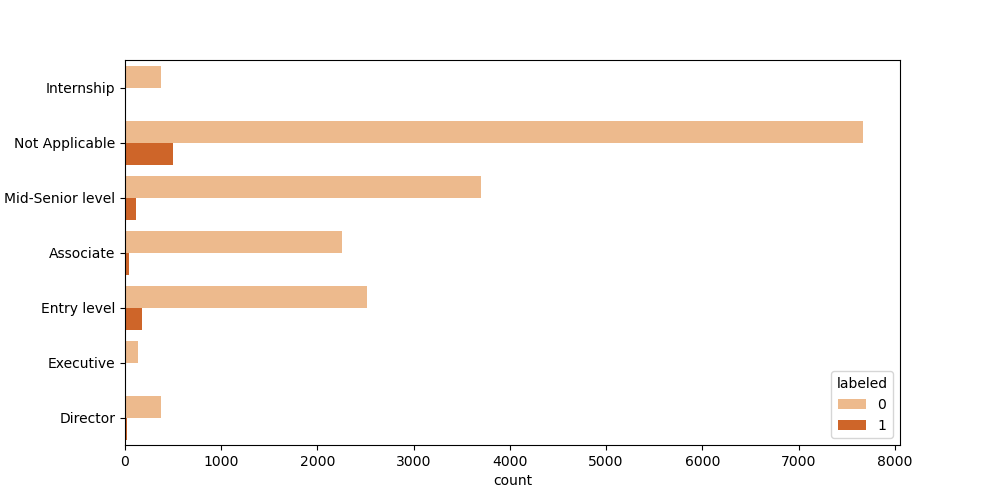 Internship
Not Applicable
Mid-Senior level
Associate
Entry level
Executive
Director
0 1000 2000 3000 4000 5000 6000 7000 8000
count
labeled
0
1